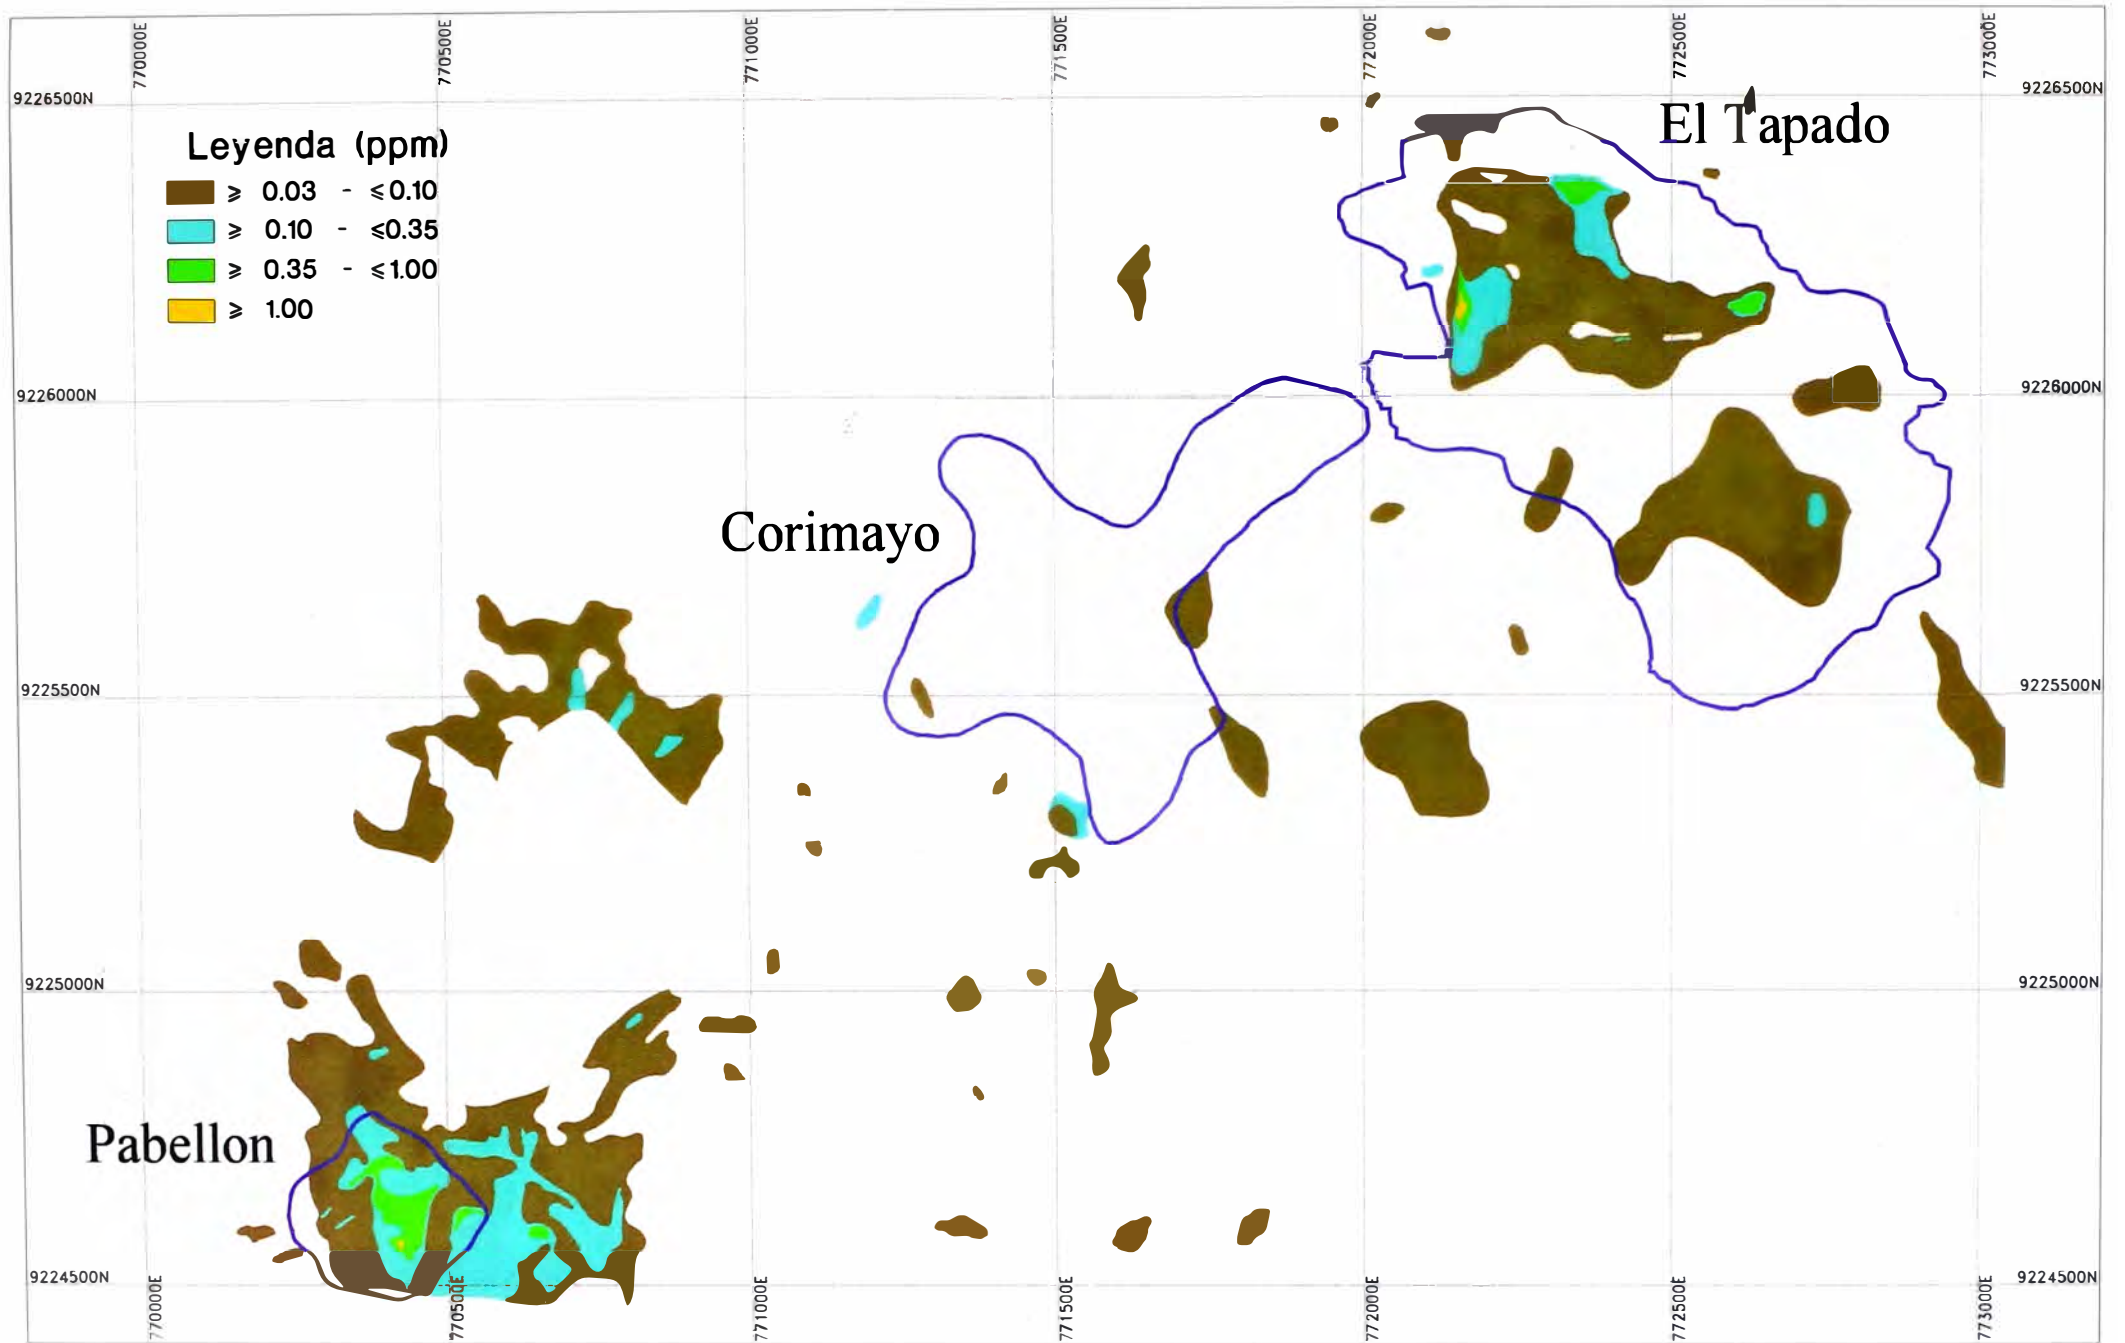 770000E 770500E 771000E 771500E 772000E 772500E 773000E
9226500N 9226500N
El Tapado
Leyenda (ppm)
≥ 0.03 - ≤0.10
≥ 0.10 - ≤0.35
≥ 0.35 - ≤1.00
≥ 1.00
9226000N 9226000N
Corimayo
9225500N 9225500N
9225000N 9225000N
Pabellon
9224500N 9224500N
770000E 770500E 771000E 771500E 772000E 772500E 773000E